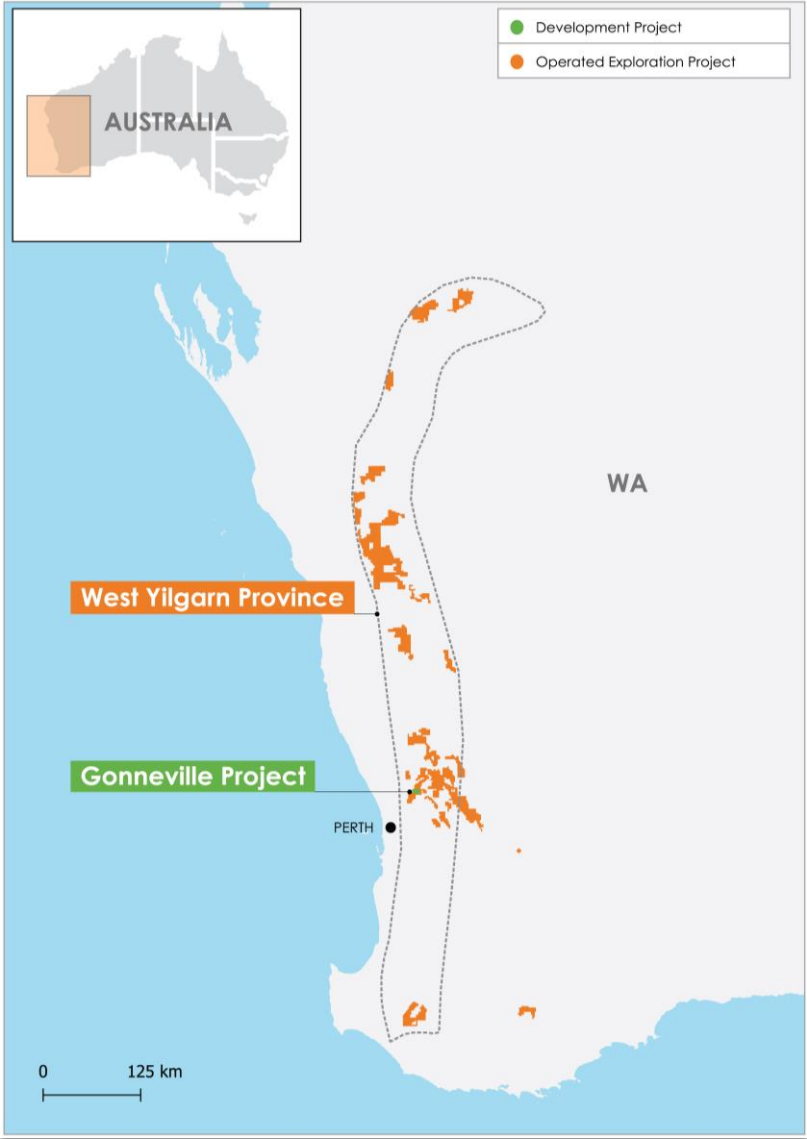 Development Project
Operated Exploration Project
AUSTRALIA
WA
West Yilgarn Province
Gonneville Project
PERTH
0 125 km